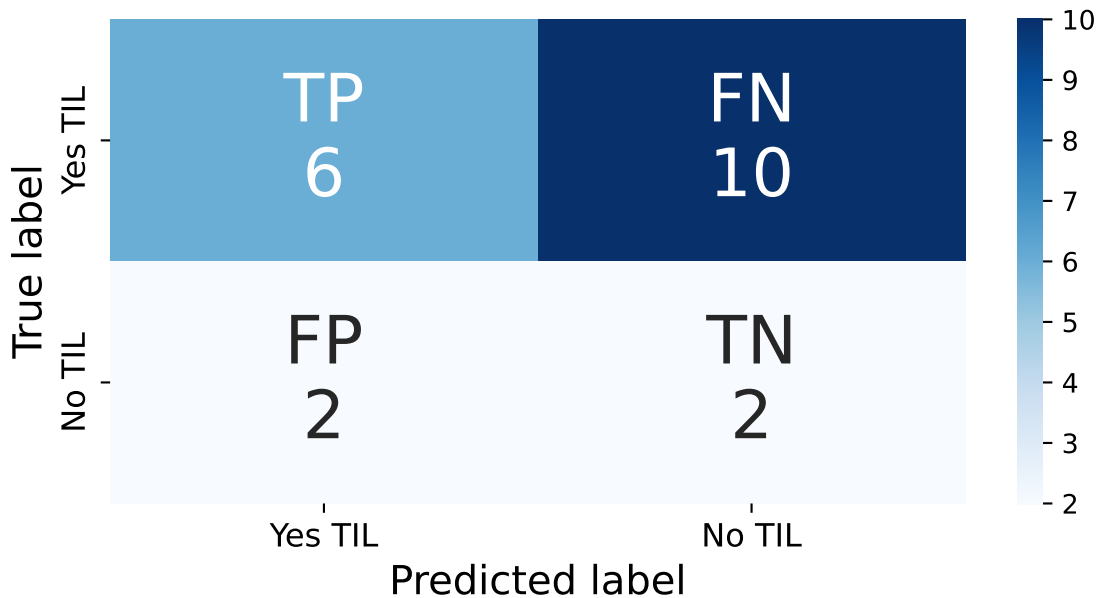 TP
6
FN
10
FP
2
TN
2
Yes TIL
No TIL
True label
Yes TIL
No TIL
Predicted label
10
9
8
7
6
5
4
3
2